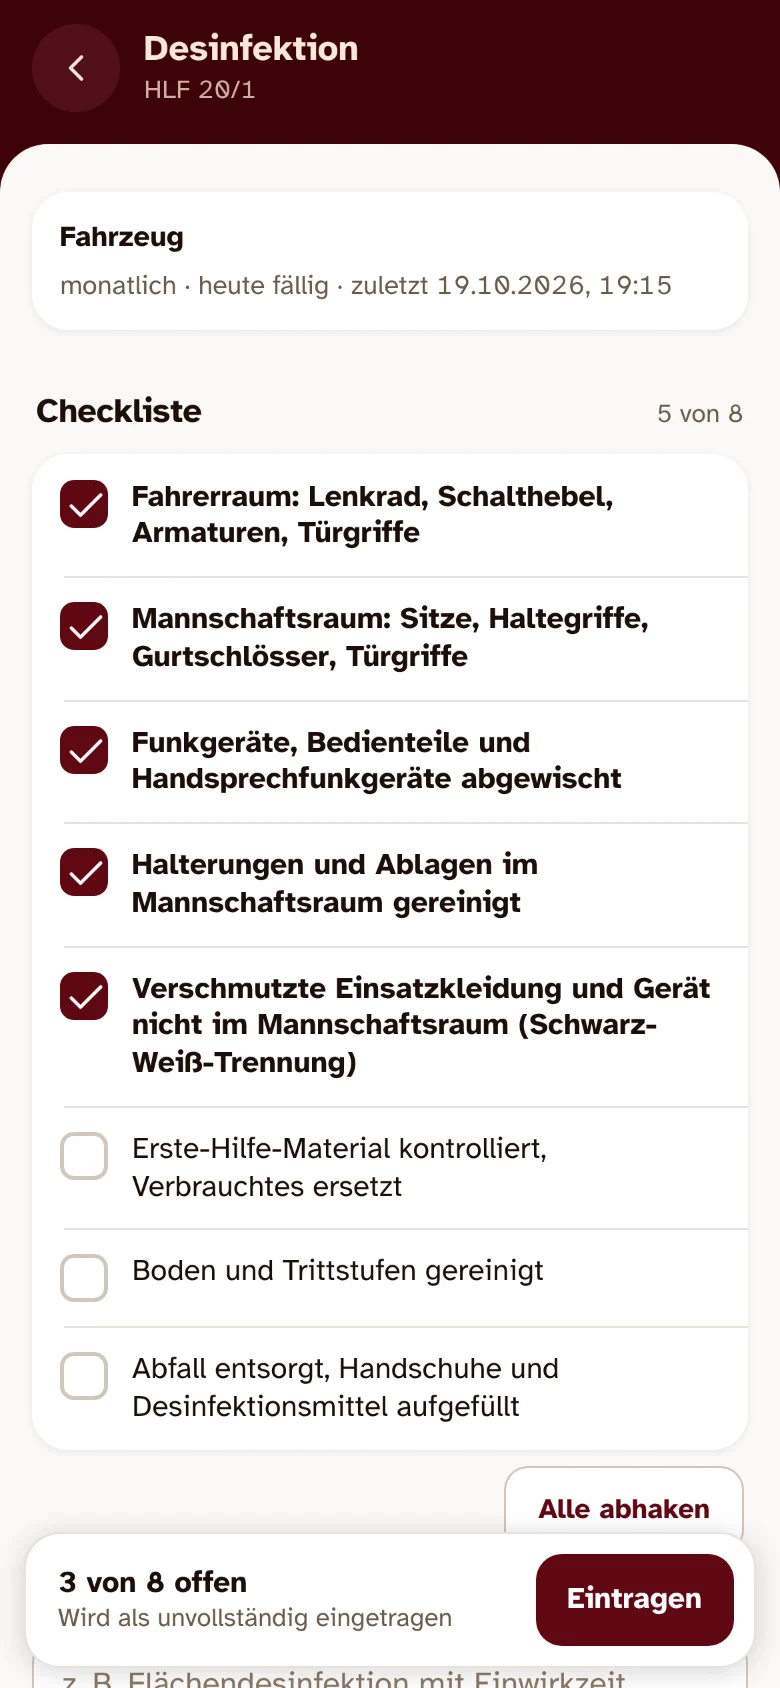 Desinfektion
HLF 20/1
Fahrzeug
monatlich · heute fällig · zuletzt 19.10.2026, 19:15
Checkliste
5 von 8
Fahrerraum: Lenkrad, Schalthebel,
Armaturen, Türgriffe
Mannschaftsraum: Sitze, Haltegriffe,
Gurtschlösser, Türgriffe
Funkgeräte, Bedienteile und
Handsprechfunkgeräte abgewischt
Halterungen und Ablagen im
Mannschaftsraum gereinigt
Verschmutzte Einsatzkleidung und Gerät
nicht im Mannschaftsraum (Schwarz-
Weiß-Trennung)
Erste-Hilfe-Material kontrolliert,
Verbrauchtes ersetzt
Boden und Trittstufen gereinigt
Abfall entsorgt, Handschuhe und
Desinfektionsmittel aufgefüllt
Alle abhaken
3 von 8 offen
Wird als unvollständig eingetragen
Eintragen
z. B. Flächendesinfektion mit Einwirkzeit